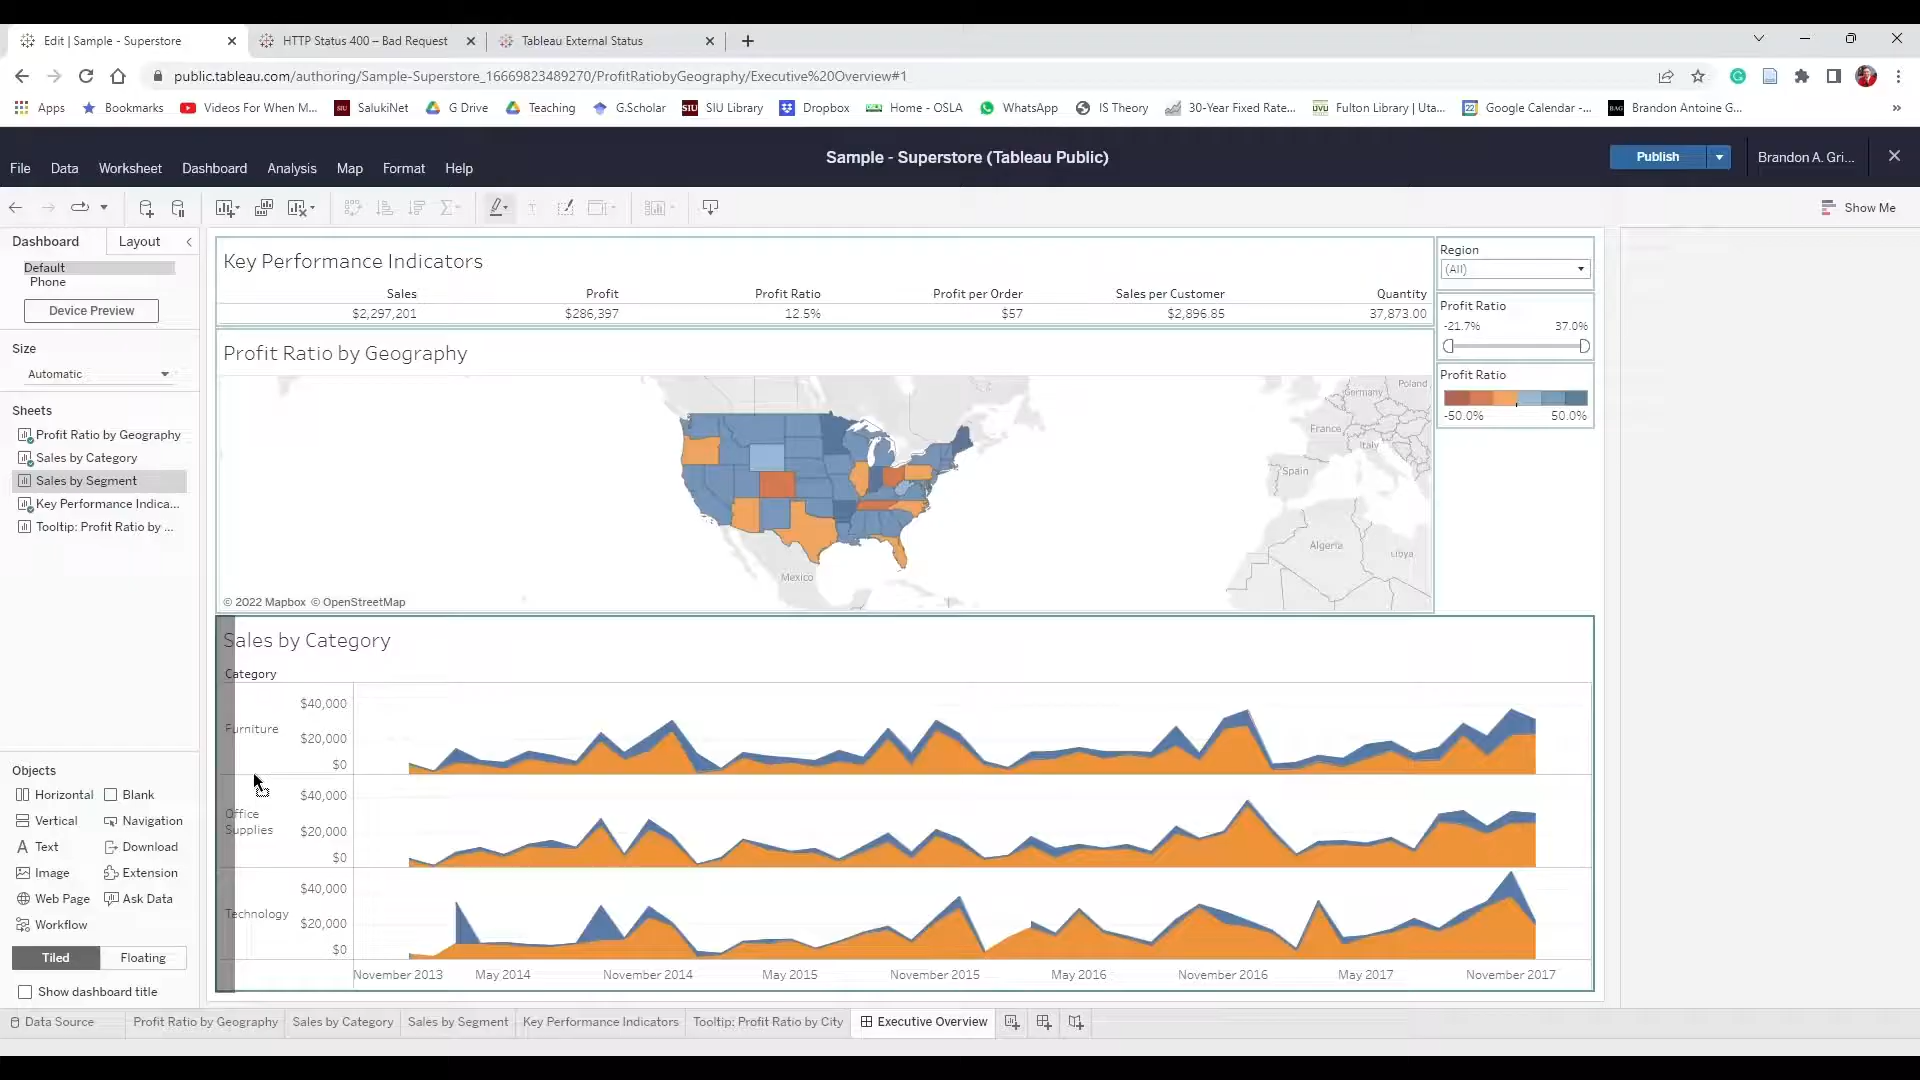 Edit | Sample - Superstore
HTTP Status 400 – Bad Request
Tableau External Status
public.tableau.com/authoring/Sample-Superstore_16669823489270/ProfitRatiobyGeography/Executive%20Overview#1
Apps
Bookmarks
Videos For When M...
SIU
SalukiNet
G Drive
Teaching
G.Scholar
SIU
SIU Library
Dropbox
Home - OSLA
WhatsApp
IS Theory
30-Year Fixed Rate...
UVU
Fulton Library | Uta...
22
Google Calendar -...
BAG
Brandon Antoine G...
»
File
Data
Worksheet
Dashboard
Analysis
Map
Format
Help
Sample - Superstore (Tableau Public)
Publish
Brandon A. Gri...
Show Me
Dashboard
Layout
Default
Phone
Device Preview
Size
Automatic
Sheets
Profit Ratio by Geography
Sales by Category
Sales by Segment
Key Performance Indica...
Tooltip: Profit Ratio by ...
Objects
Horizontal
Blank
Vertical
Navigation
Text
Download
Image
Extension
Web Page
Ask Data
Workflow
Tiled
Floating
Show dashboard title
Key Performance Indicators
Sales
Profit
Profit Ratio
Profit per Order
Sales per Customer
Quantity
$2,297,201
$286,397
12.5%
$57
$2,896.85
37,873.00
Region
(All)
Profit Ratio
-21.7%
37.0%
Profit Ratio
-50.0%
50.0%
Profit Ratio by Geography
Poland
Germany
France
Italy
Spain
Algeria
Libya
Mexico
© 2022 Mapbox © OpenStreetMap
Sales by Category
Category
Furniture
$40,000
$20,000
$0
Office
Supplies
$40,000
$20,000
$0
Technology
$40,000
$20,000
$0
November 2013
May 2014
November 2014
May 2015
November 2015
May 2016
November 2016
May 2017
November 2017
Data Source
Profit Ratio by Geography
Sales by Category
Sales by Segment
Key Performance Indicators
Tooltip: Profit Ratio by City
Executive Overview